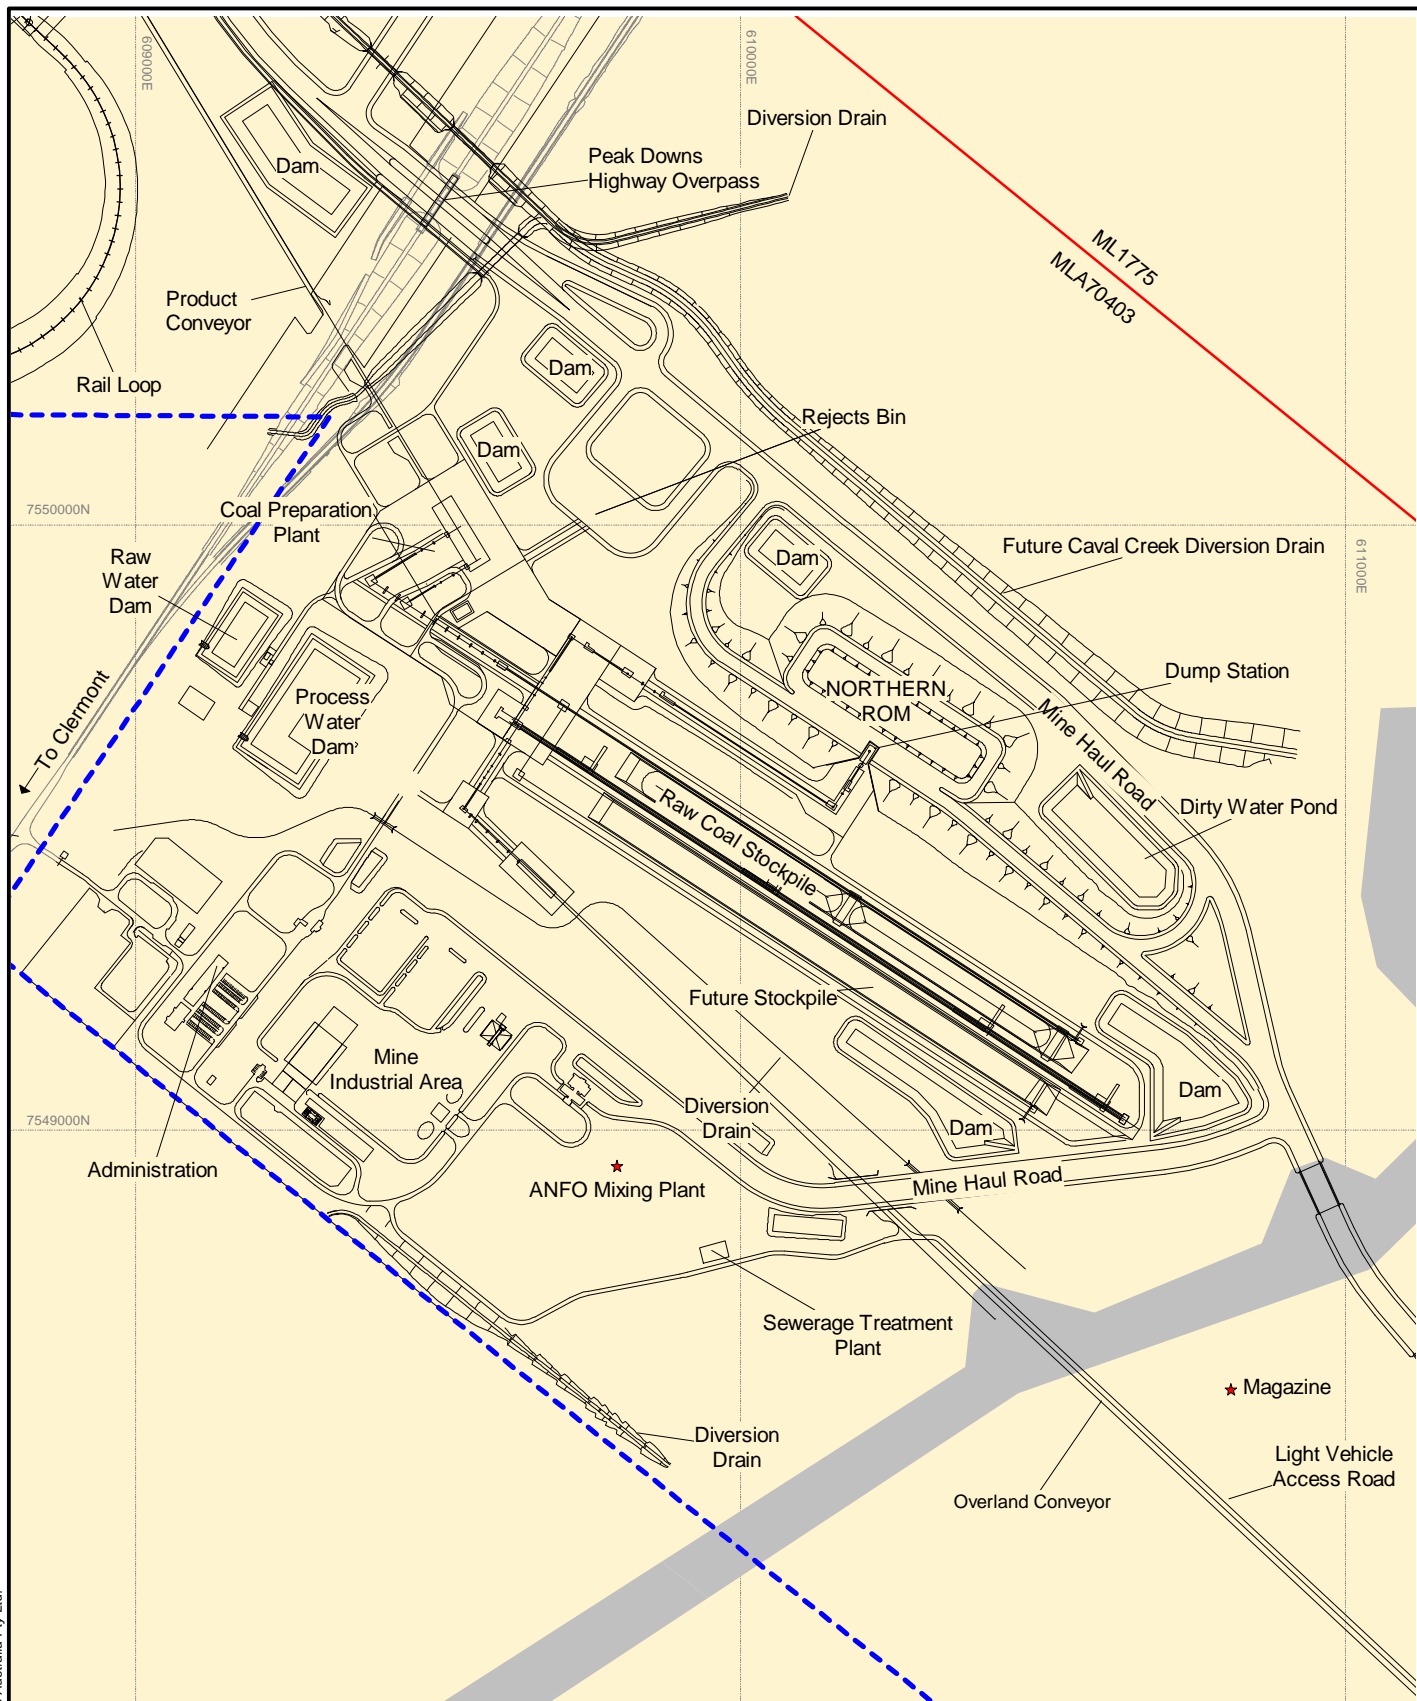 609000E
610000E
Diversion Drain
Peak Downs
Highway Overpass
Dam
ML1775
MLA70403
Product
Conveyor
Rail Loop
Dam
Rejects Bin
Dam
Coal Preparation
Plant
7550000N
Future Caval Creek Diversion Drain
611000E
Raw
Water
Dam
Dam
Dump Station
To Clermont
Process
Water
Dam
NORTHERN
ROM
Mine Haul Road
Dirty Water Pond
Raw Coal Stockpile
Future Stockpile
Mine
Industrial Area
Dam
Diversion
Drain
Dam
7549000N
Administration
ANFO Mixing Plant
Mine Haul Road
Sewerage Treatment
Plant
Magazine
Diversion
Drain
Light Vehicle
Access Road
Overland Conveyor